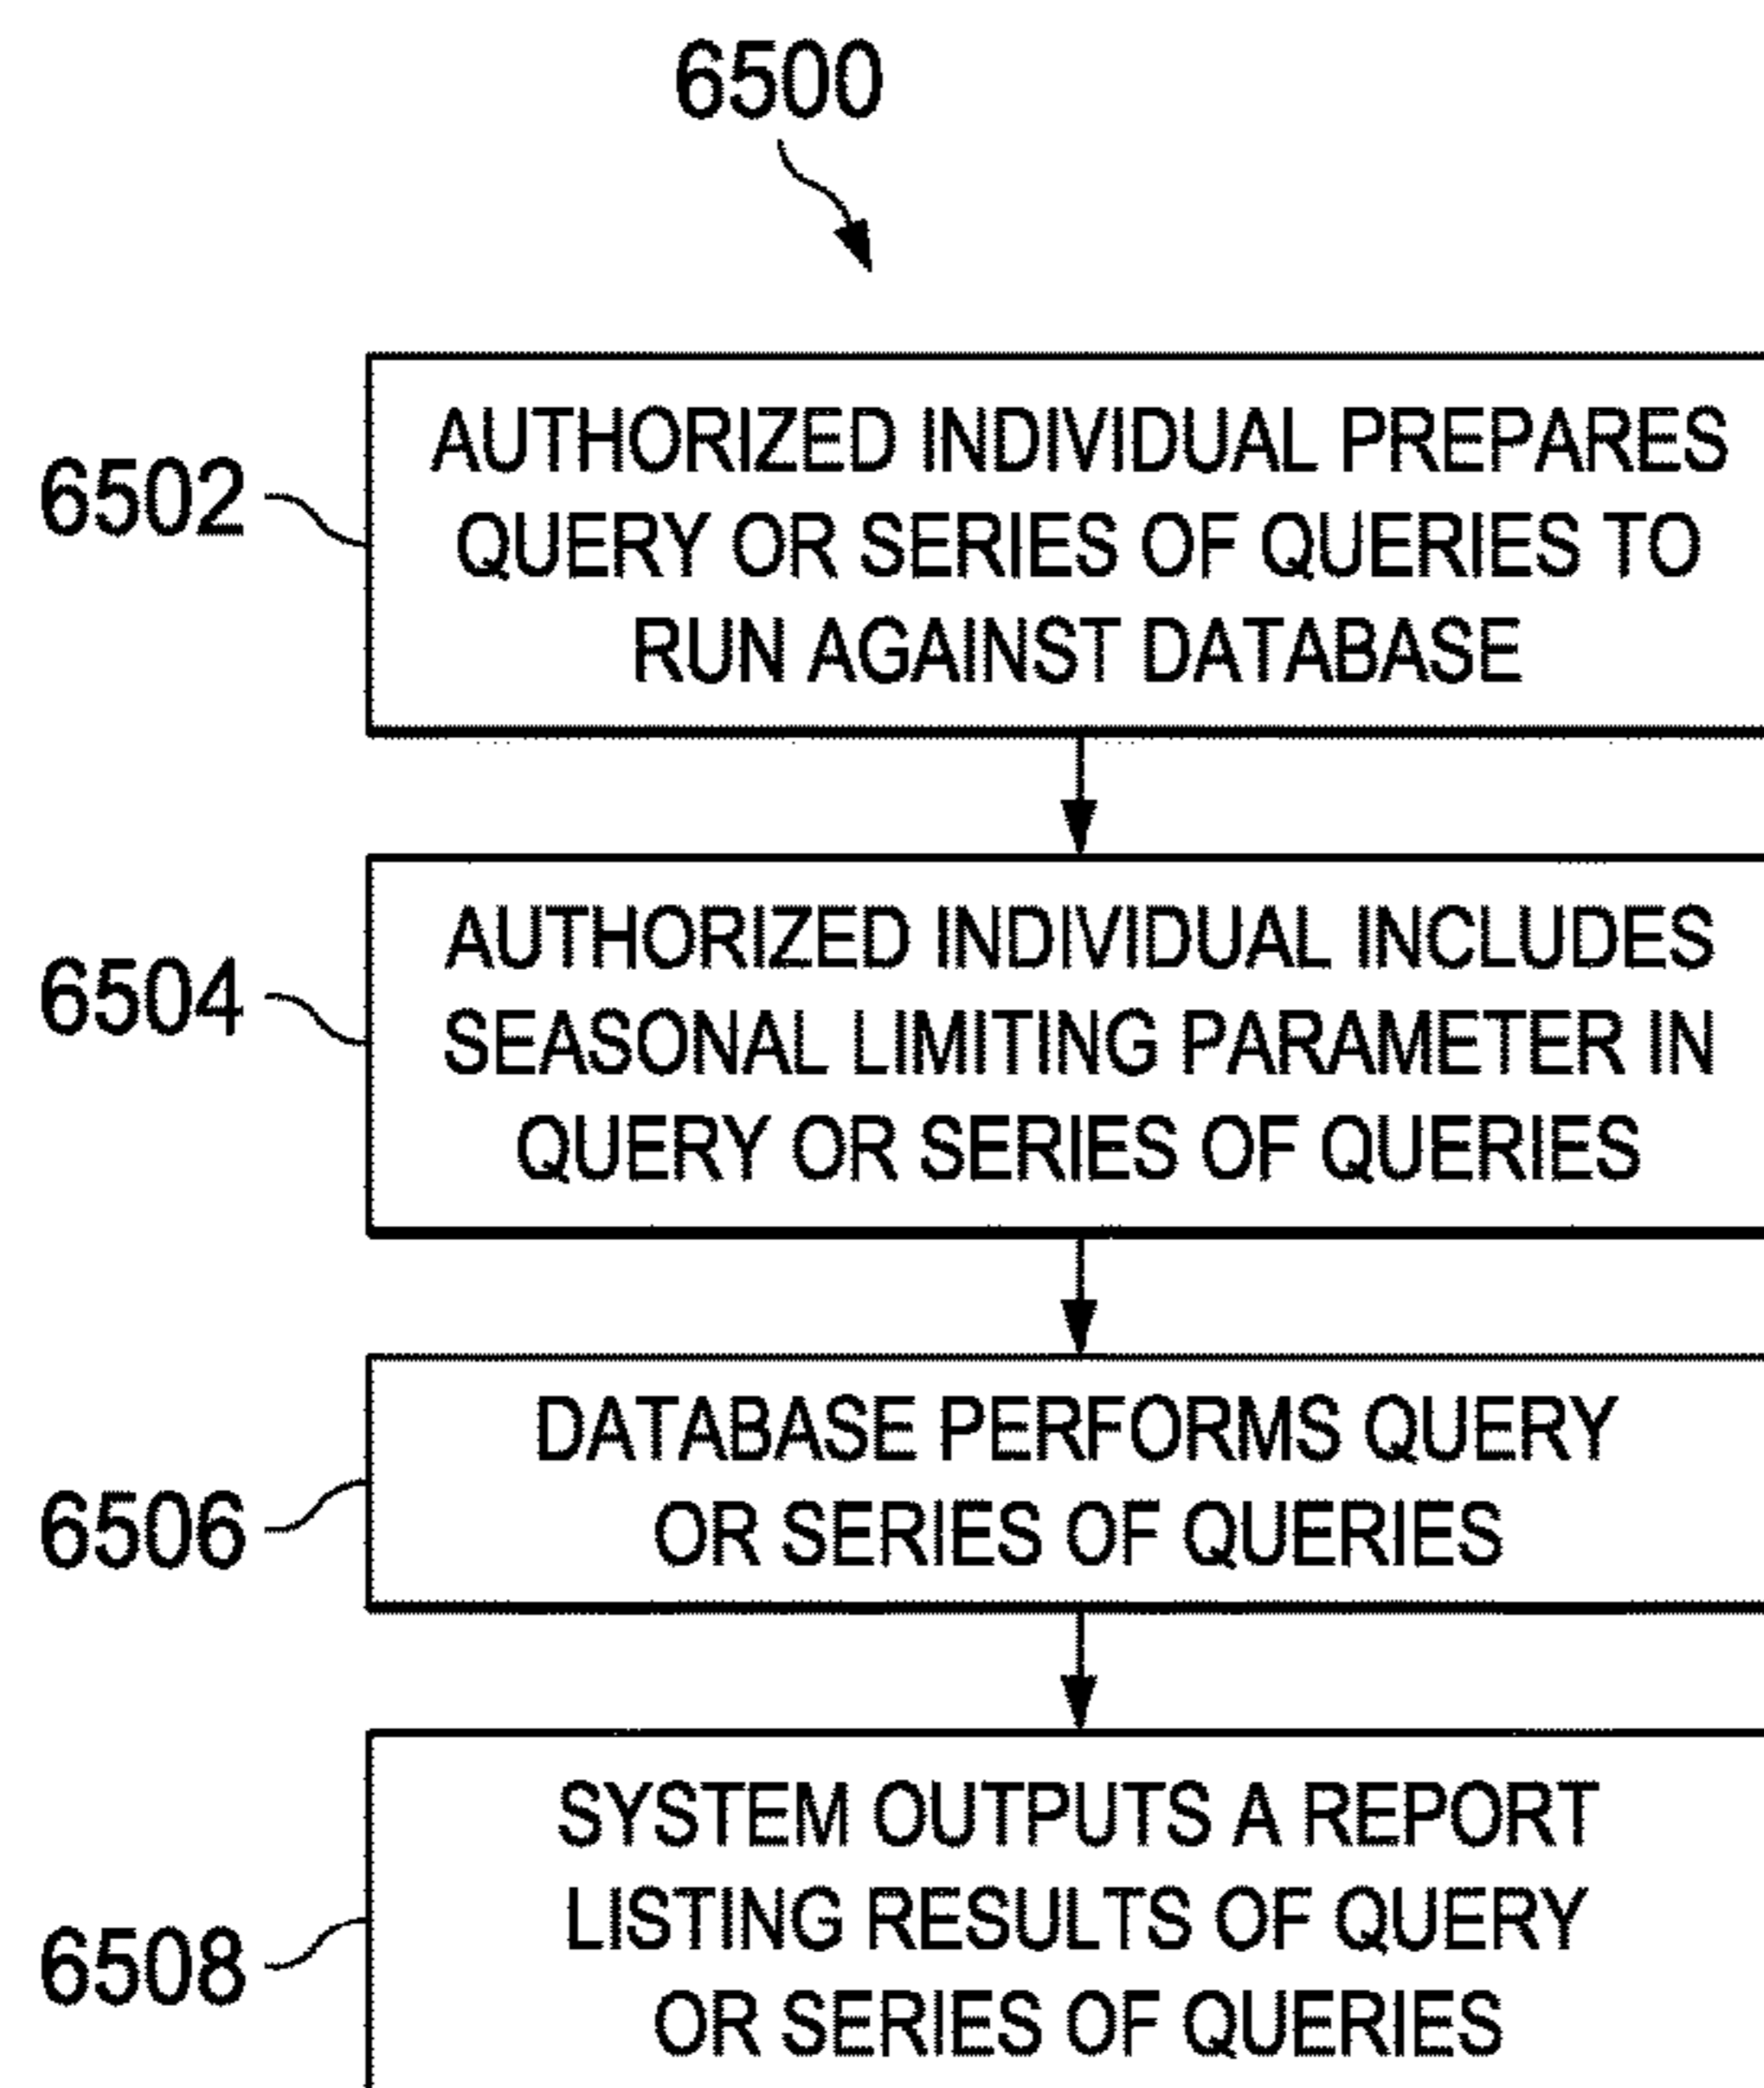 6500
6502
AUTHORIZED INDIVIDUAL PREPARES
QUERY OR SERIES OF QUERIES TO
RUN AGAINST DATABASE
6504
AUTHORIZED INDIVIDUAL INCLUDES
SEASONAL LIMITING PARAMETER IN
QUERY OR SERIES OF QUERIES
6506
DATABASE PERFORMS QUERY
OR SERIES OF QUERIES
6508
SYSTEM OUTPUTS A REPORT
LISTING RESULTS OF QUERY
OR SERIES OF QUERIES